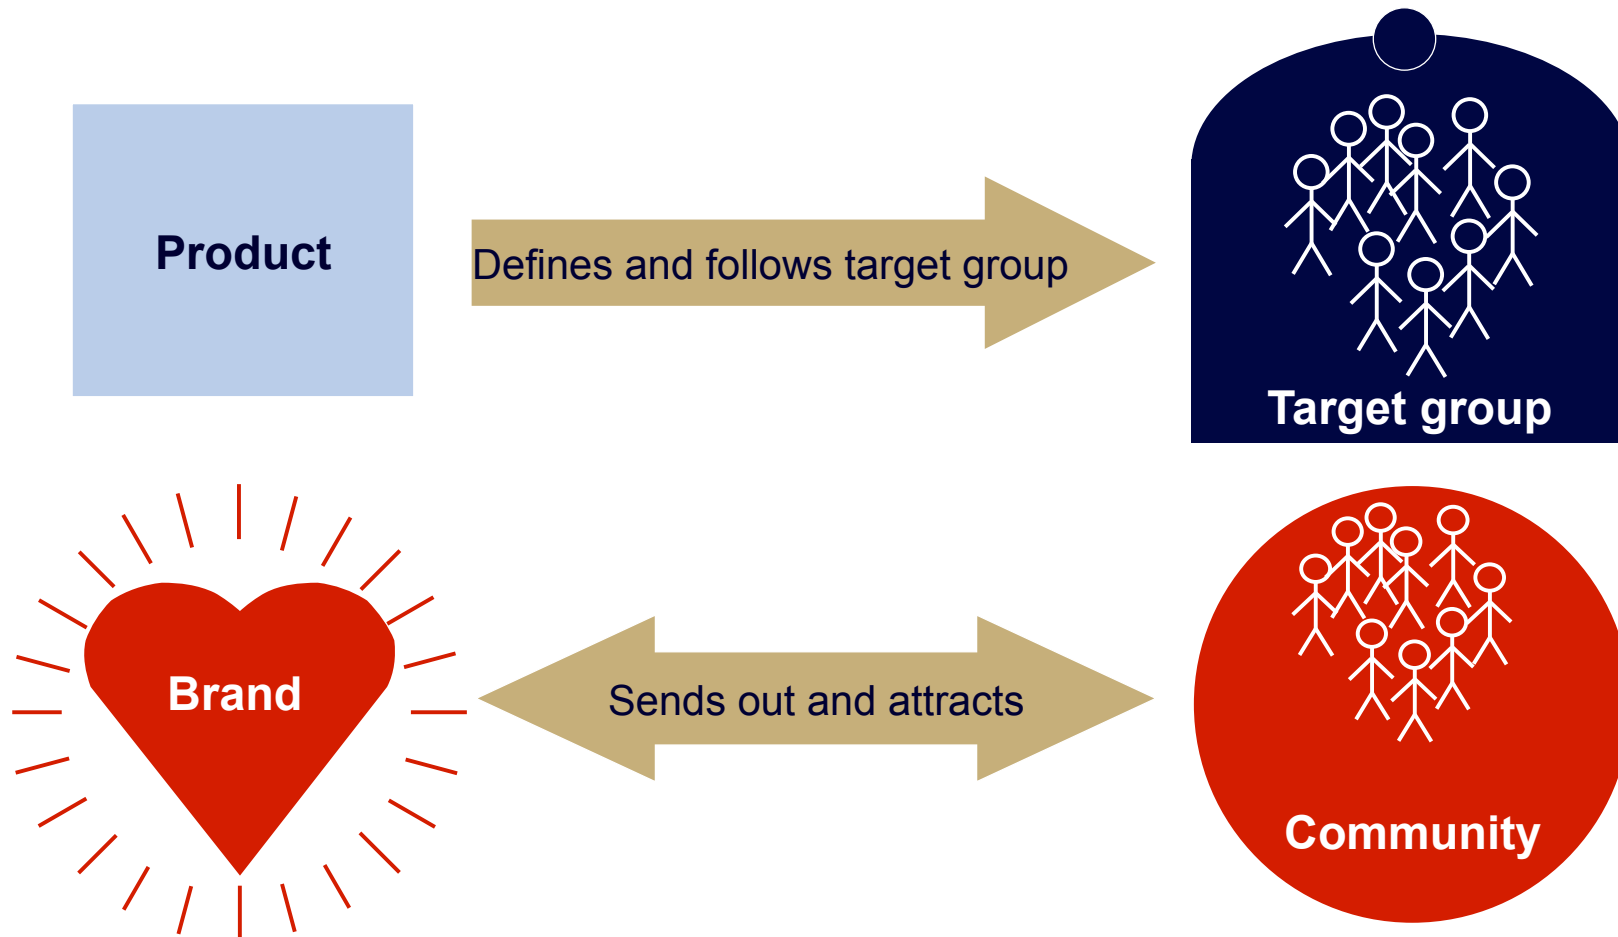 Product
Defines and follows target group
Target group
Brand
Sends out and attracts
Community